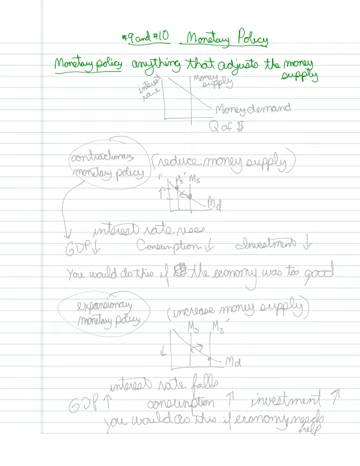 #9 and #10 Monetary Policy
Monetary policy anything that adjusts the money supply
interest rate
money supply
Money demand
Q of $
contractionary monetary policy (reduce money supply)
r Ms' Ms
↑ ←
Md
interest rate rises
GDP ↓ Consumption ↓ Investment ↓
You would do this if the economy was too good
expansionary monetary policy (increase money supply)
Ms Ms'
↓ →
Md
interest rate falls
GDP ↑ consumption ↑ investment ↑
you would do this if economy needs help